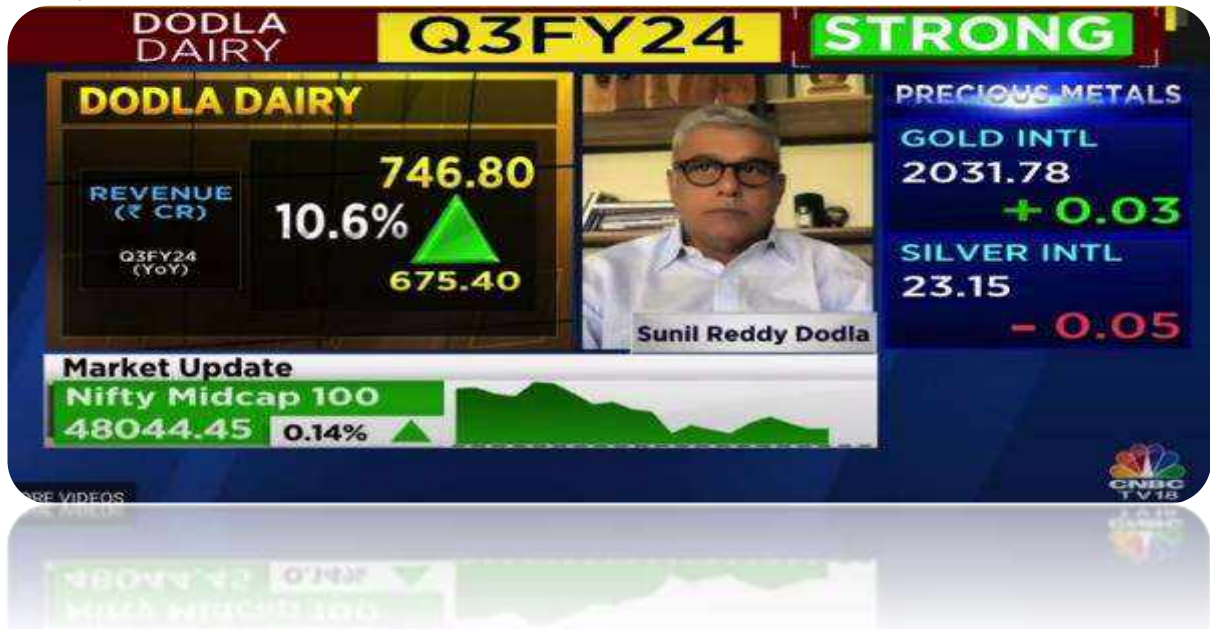 DODLA
DAIRY
Q3FY24
STRONG
DODLA DAIRY
REVENUE
(₹ CR)
Q3FY24
(YoY)
746.80
10.6%
675.40
Sunil Reddy Dodla
PRECIOUS METALS
GOLD INTL
2031.78
+ 0.03
SILVER INTL
23.15
- 0.05
Market Update
Nifty Midcap 100
48044.45 0.14%
CNBC
TV18
VIDEOS